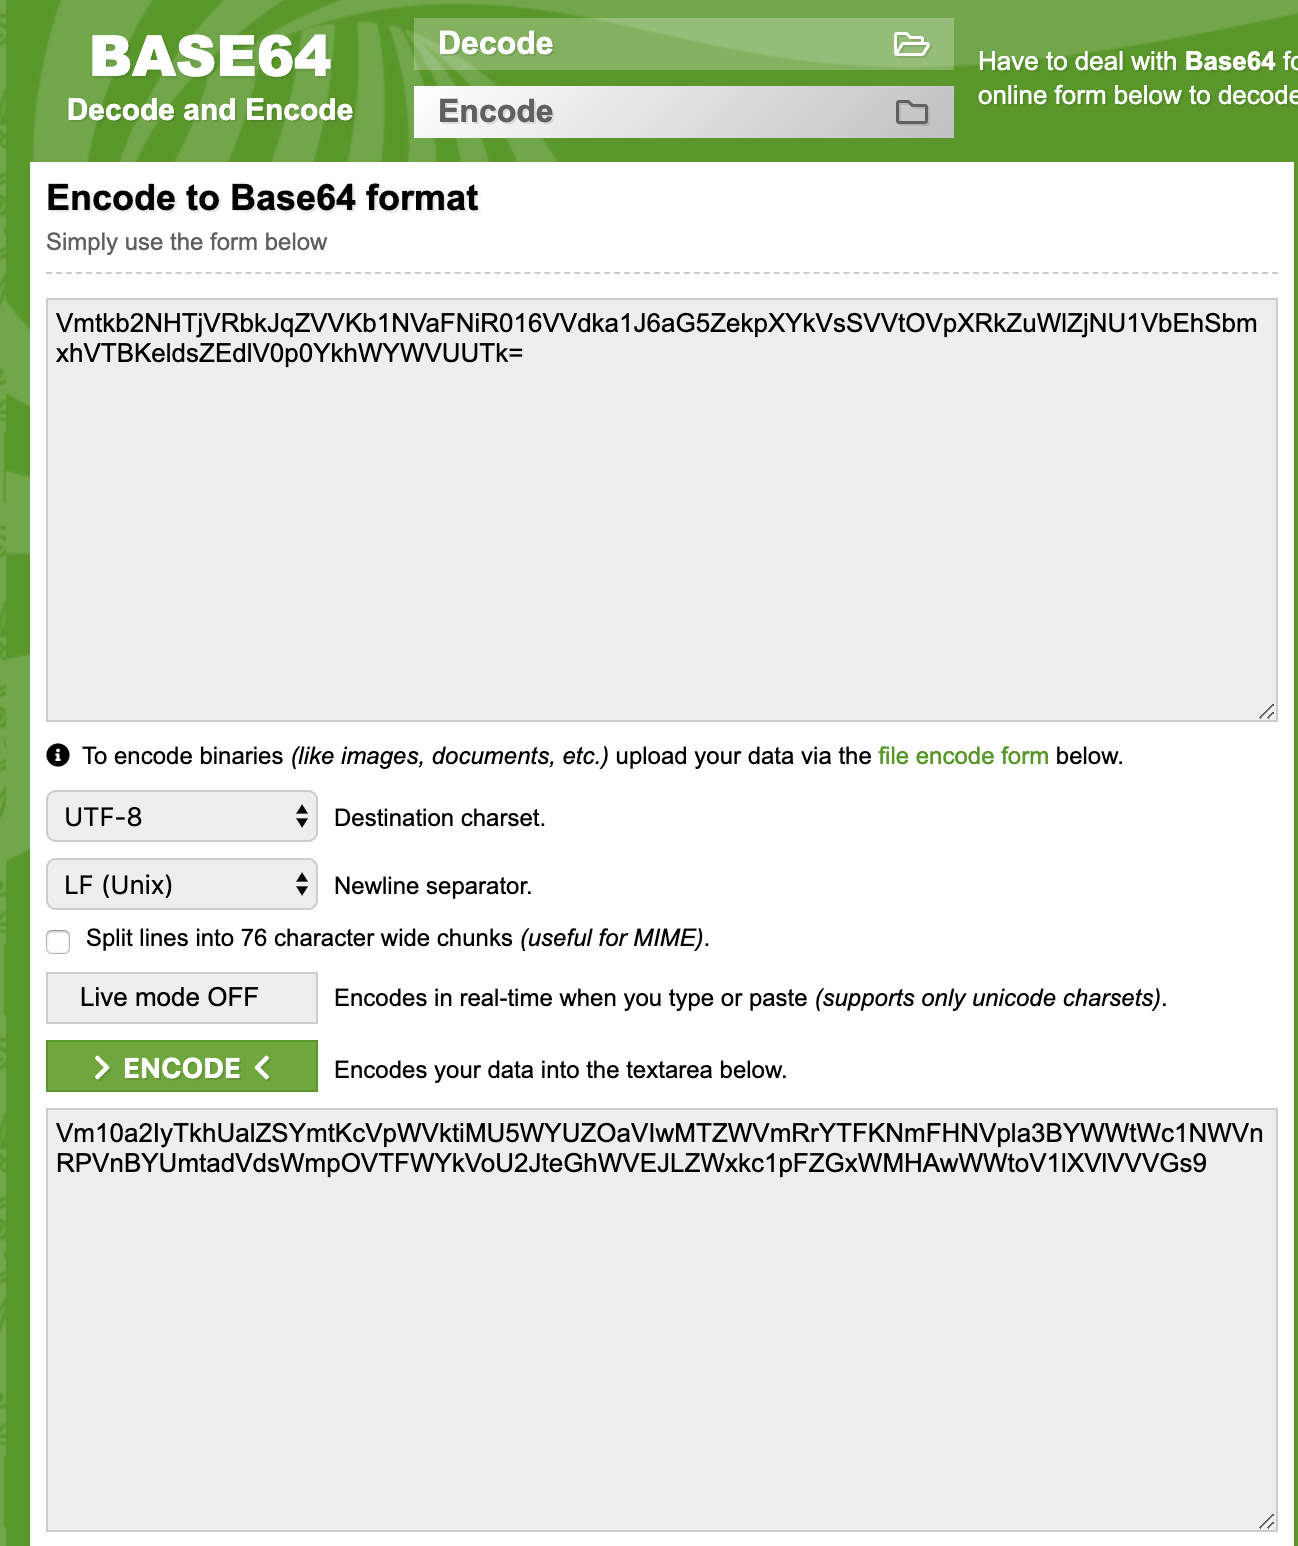 BASE64
Decode and Encode
Decode
Encode
Have to deal with Base64 fo
online form below to decode
Encode to Base64 format
Simply use the form below
Vmtkb2NHTjVRbkJqZVVKb1NVaFNiR016VVdka1J6aG5ZekpXYkVsSVVtOVpXRkZuWlZjNU1VbEhSbm
xhVTBKeldsZEdlV0p0YkhWYWVUUTk=
To encode binaries (like images, documents, etc.) upload your data via the file encode form below.
UTF-8 Destination charset.
LF (Unix) Newline separator.
Split lines into 76 character wide chunks (useful for MIME).
Live mode OFF Encodes in real-time when you type or paste (supports only unicode charsets).
ENCODE Encodes your data into the textarea below.
Vm10a2IyTkhUalZSYmtKcVpWVktiMU5WYUZOaVIwMTZWVmRrYTFKNmFHNVpla3BYWWtWc1NWVn
RPVnBYUmtadVdsWmpOVTFWYkVoU2JteGhWVEJLZWxkc1pFZGxWMHAwWWtoV1lXVlVVVGs9